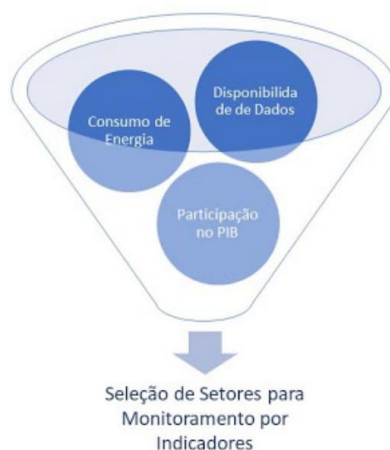 Consumo de
Energia
Disponibilida
de de Dados
Participação
no PIB
Seleção de Setores para
Monitoramento por
Indicadores